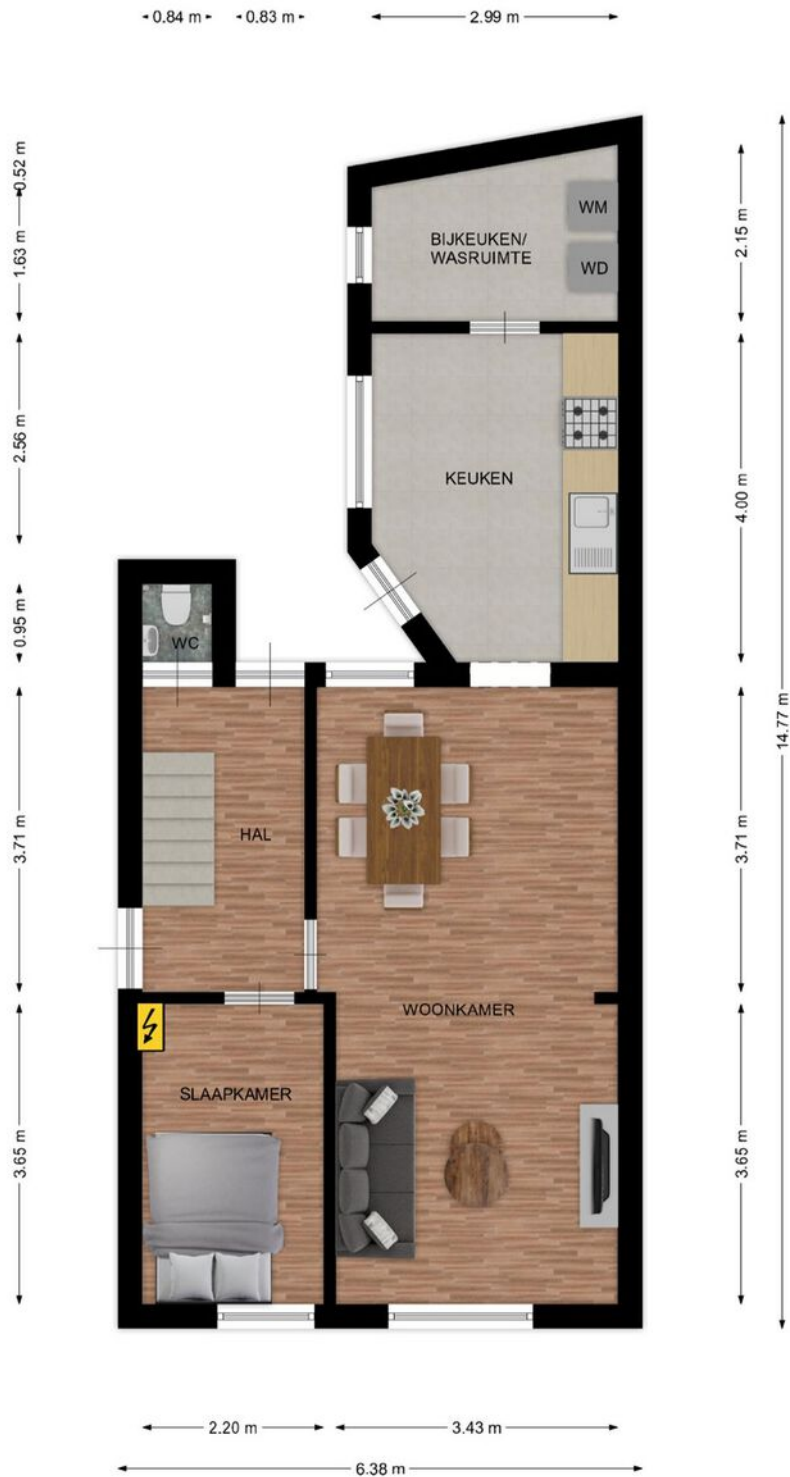 0.84 m
0.83 m
2.99 m
0.52 m
1.63 m
2.15 m
WM
BIJKEUKEN/
WASRUIMTE
WD
2.56 m
KEUKEN
4.00 m
0.95 m
WC
14.77 m
3.71 m
HAL
3.71 m
WOONKAMER
SLAAPKAMER
3.65 m
3.65 m
2.20 m
3.43 m
6.38 m